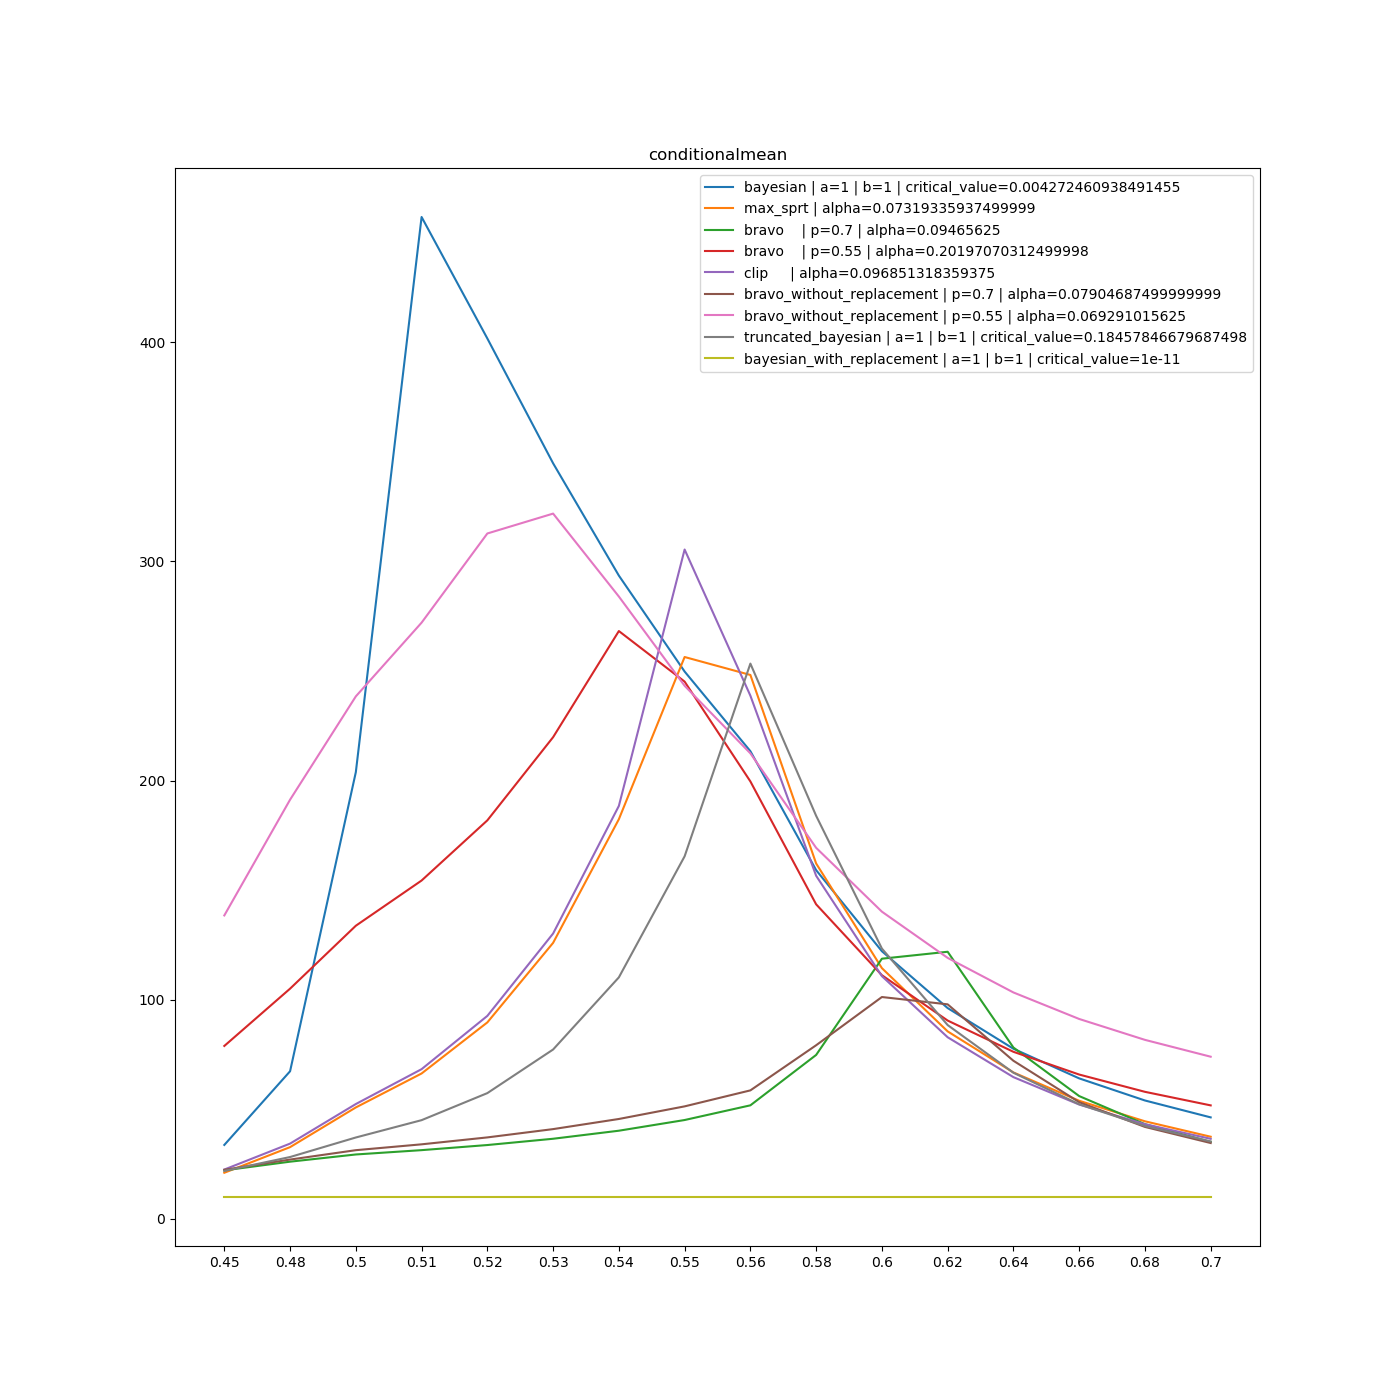 conditionalmean
bayesian | a=1 | b=1 | critical_value=0.004272460938491455
max_sprt | alpha=0.07319335937499999
bravo    | p=0.7 | alpha=0.09465625
bravo    | p=0.55 | alpha=0.20197070312499998
clip     | alpha=0.096851318359375
bravo_without_replacement | p=0.7 | alpha=0.07904687499999999
bravo_without_replacement | p=0.55 | alpha=0.069291015625
truncated_bayesian | a=1 | b=1 | critical_value=0.18457846679687498
bayesian_with_replacement | a=1 | b=1 | critical_value=1e-11
400
300
200
100
0
0.45 0.48 0.5 0.51 0.52 0.53 0.54 0.55 0.56 0.58 0.6 0.62 0.64 0.66 0.68 0.7